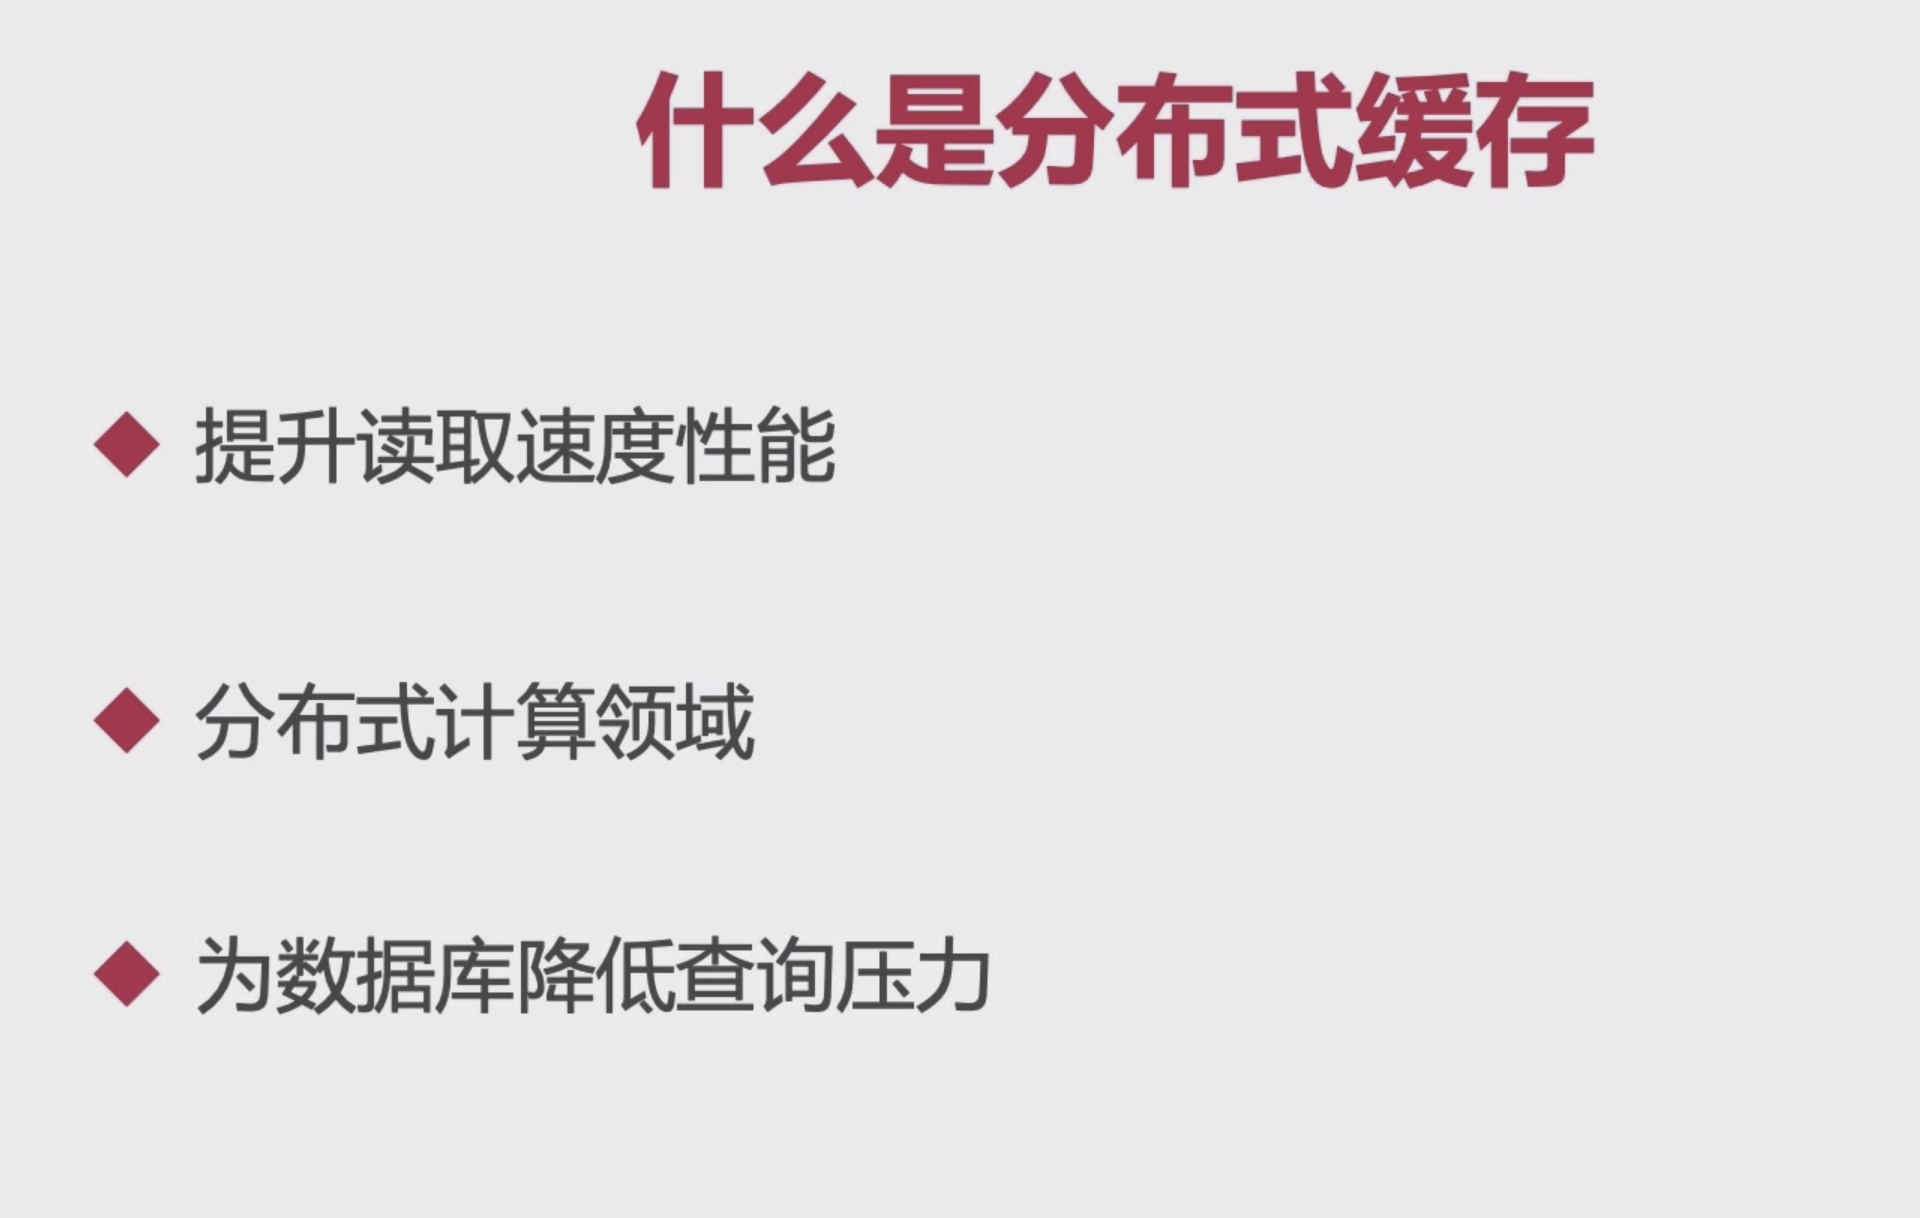 什么是分布式缓存
提升读取速度性能
分布式计算领域
为数据库降低查询压力